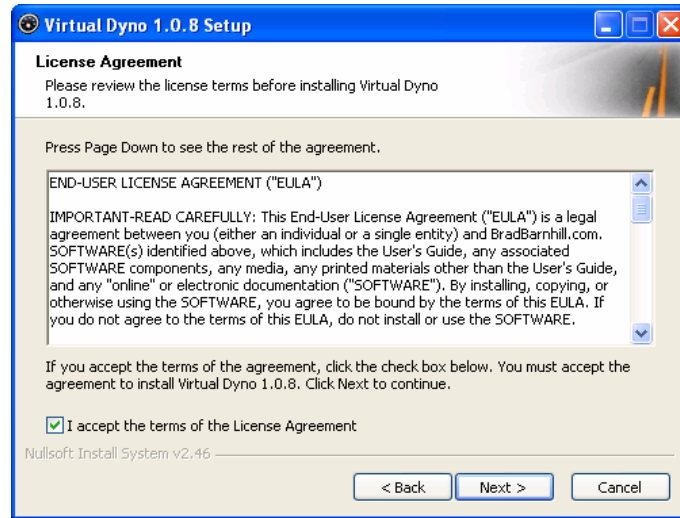 Virtual Dyno 1.0.8 Setup
License Agreement
Please review the license terms before installing Virtual Dyno
1.0.8.
Press Page Down to see the rest of the agreement.
END-USER LICENSE AGREEMENT ("EULA")
IMPORTANT-READ CAREFULLY: This End-User License Agreement ("EULA") is a legal
agreement between you (either an individual or a single entity) and BradBarnhill.com.
SOFTWARE(s) identified above, which includes the User's Guide, any associated
SOFTWARE components, any media, any printed materials other than the User's Guide,
and any "online" or electronic documentation ("SOFTWARE"). By installing, copying, or
otherwise using the SOFTWARE, you agree to be bound by the terms of this EULA. If
you do not agree to the terms of this EULA, do not install or use the SOFTWARE.
If you accept the terms of the agreement, click the check box below. You must accept the
agreement to install Virtual Dyno 1.0.8. Click Next to continue.
I accept the terms of the License Agreement
Nullsoft Install System v2.46
< Back Next > Cancel